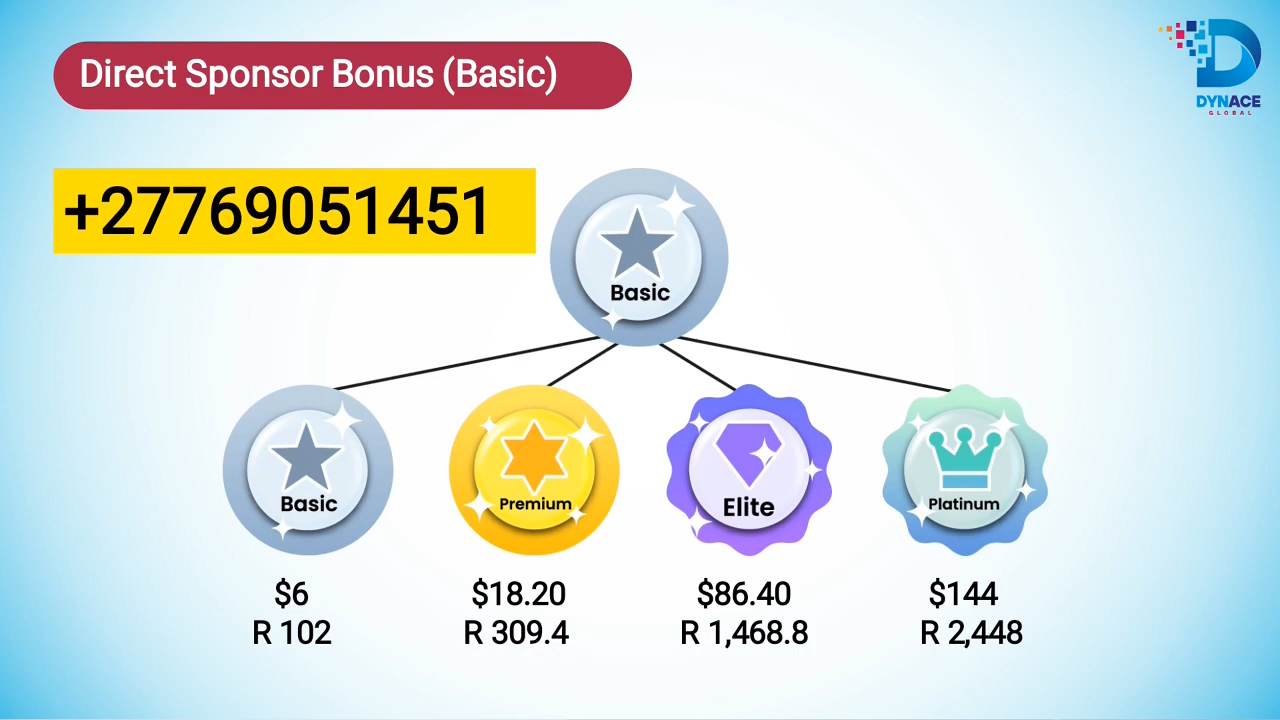 Direct Sponsor Bonus (Basic)
DYNACE
GLOBAL
+27769051451
Basic
Basic
Premium
Elite
Platinum
$6
$18.20
$86.40
$144
R 102
R 309.4
R 1,468.8
R 2,448